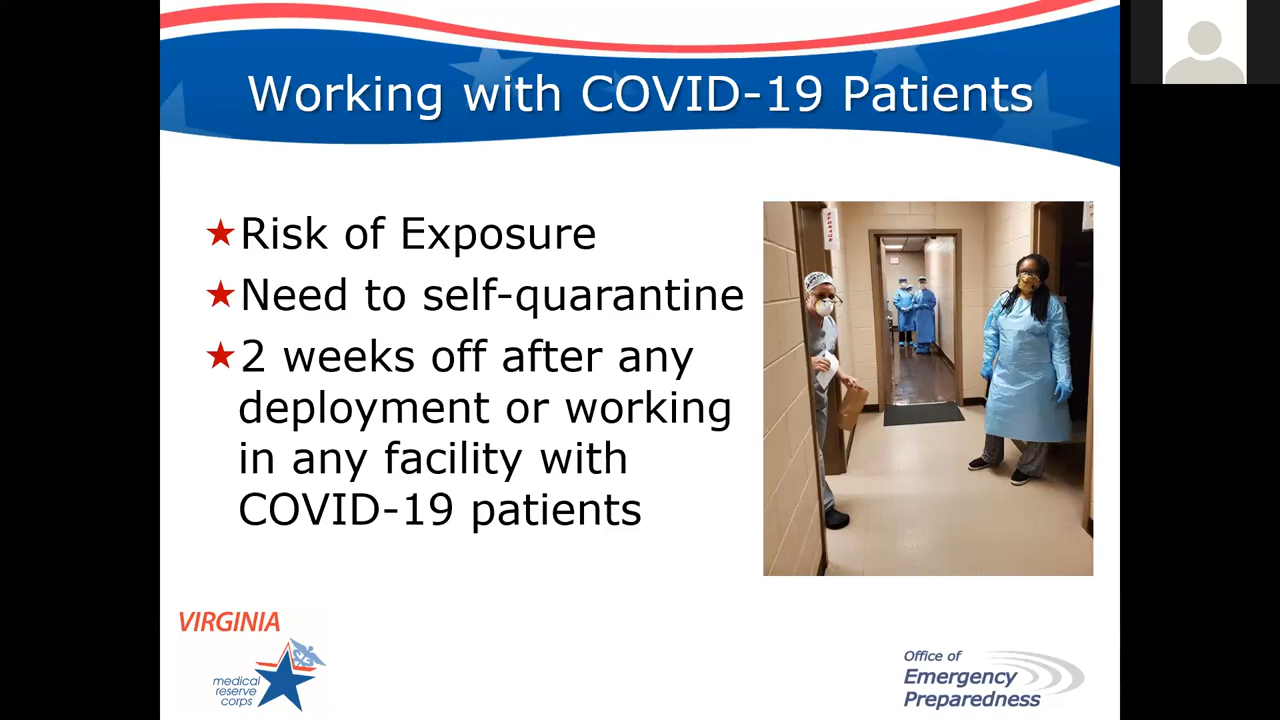 Working with COVID-19 Patients
Risk of Exposure
Need to self-quarantine
2 weeks off after any
deployment or working
in any facility with
COVID-19 patients
STORAGE
VIRGINIA
medical
reserve
corps
Office of
Emergency
Preparedness